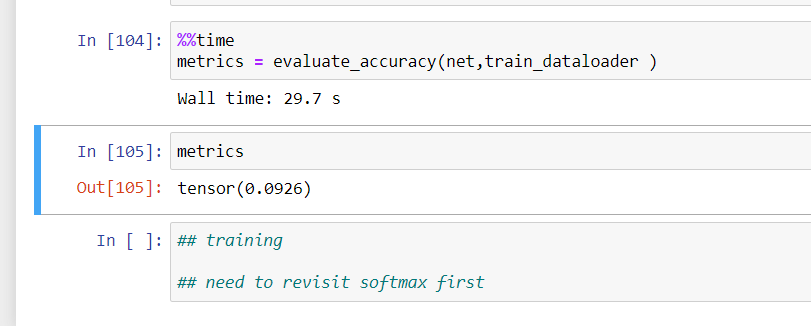 In [104]: %%time
metrics = evaluate_accuracy(net,train_dataloader )
Wall time: 29.7 s
In [105]: metrics
Out[105]: tensor(0.0926)
In [ ]: ## training
## need to revisit softmax first